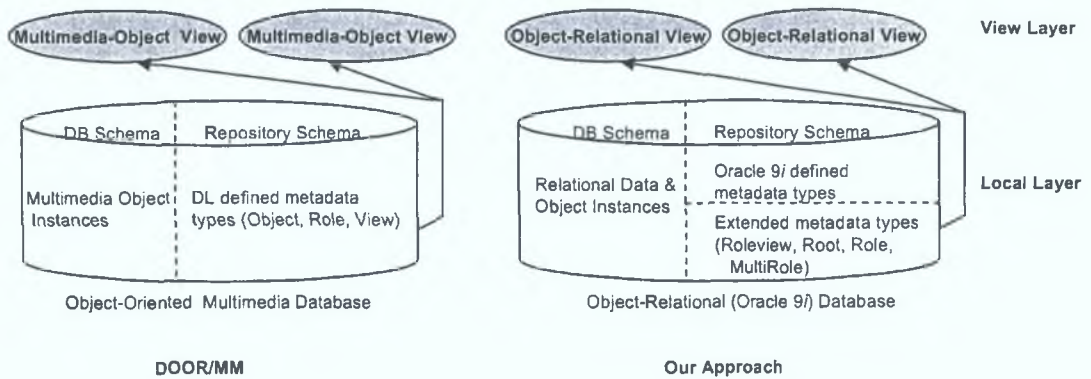 Multimedia-Object View
Multimedia-Object View
Object-Relational View
Object-Relational View
View Layer
DB Schema
Repository Schema
Multimedia Object
Instances
DL defined metadata
types (Object, Role, View)
Object-Oriented Multimedia Database
DB Schema
Repository Schema
Relational Data &
Object Instances
Oracle 9i defined
metadata types
Extended metadata types
(Roleview, Root, Role,
MultiRole)
Object-Relational (Oracle 9i) Database
Local Layer
DOOR/MM
Our Approach